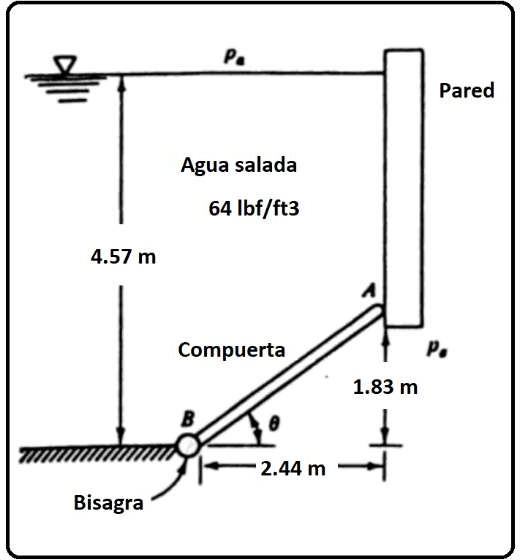 Pa
Pared
Agua salada
64 lbf/ft3
4.57 m
A
Compuerta
Pa
1.83 m
B
θ
2.44 m
Bisagra